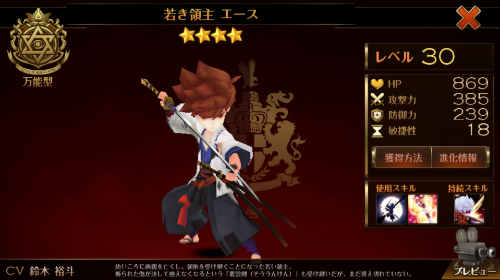 若き領主 エース
万能型
レベル 30
HP 869
攻撃力 385
防御力 239
敏捷性 18
獲得方法 進化情報
使用スキル 持続スキル
プレビュー
CV 鈴木 裕斗